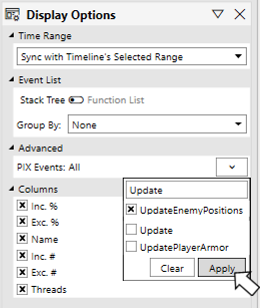 Display Options
Time Range
Sync with Timeline's Selected Range
Event List
Stack Tree Function List
Group By: None
Advanced
PIX Events: All
Columns
Update
Inc. % UpdateEnemyPositions
Exc. %
Name Update
Inc. # UpdatePlayerArmor
Exc. # Clear Apply
Threads